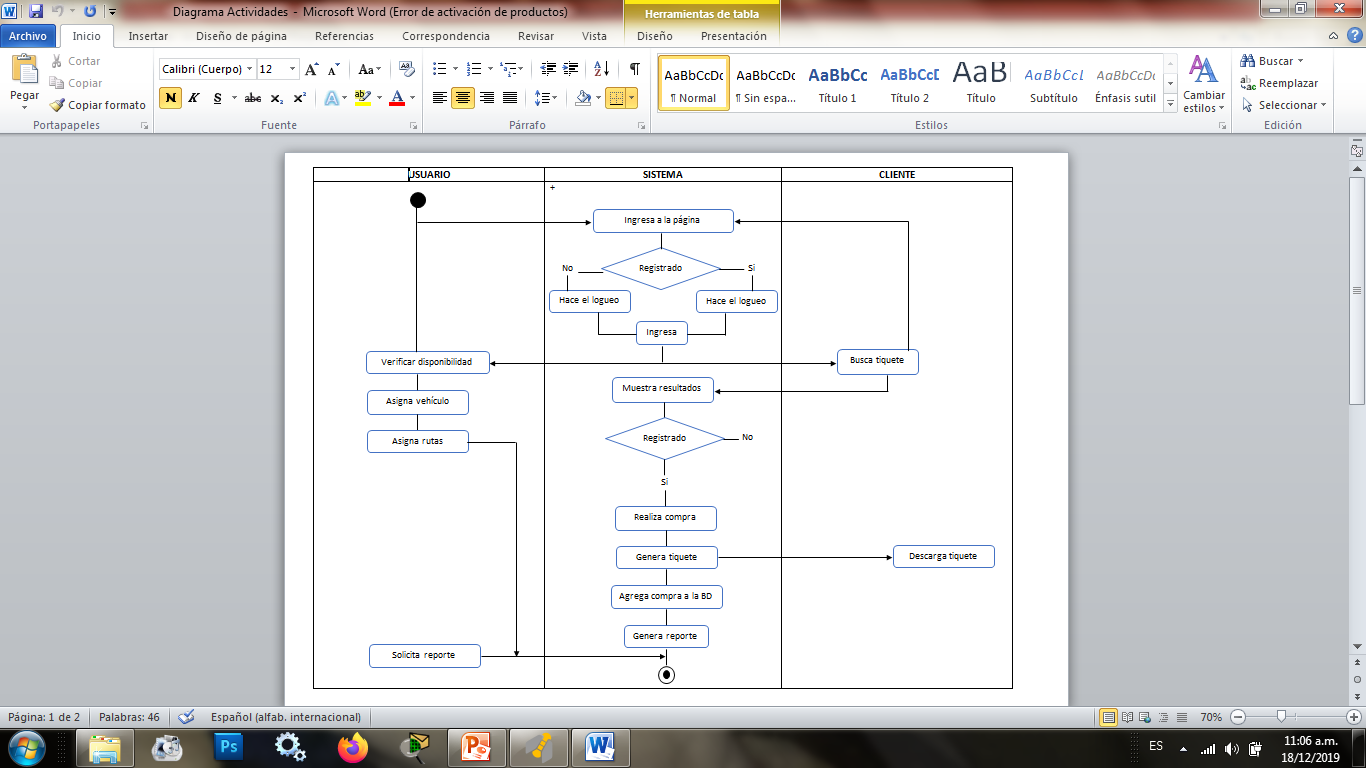 Diagrama Actividades - Microsoft Word (Error de activación de productos)
Herramientas de tabla
Archivo Inicio Insertar Diseño de página Referencias Correspondencia Revisar Vista Diseño Presentación
Pegar
Cortar
Copiar
Copiar formato
Portapapeles
Calibri (Cuerpo) 12
Fuente
Párrafo
AaBbCcDc AaBbCcDc AaBbCc AaBbCcD AaB AaBbCcL AaBbCcDc
¶ Normal ¶ Sin espa... Título 1 Título 2 Título Subtítulo Énfasis sutil
Cambiar
estilos
Estilos
Buscar
Reemplazar
Seleccionar
Edición
USUARIO SISTEMA CLIENTE
+
Ingresa a la página
Registrado
No
Si
Hace el logueo
Hace el logueo
Ingresa
Verificar disponibilidad
Busca tiquete
Muestra resultados
Asigna vehículo
Asigna rutas
Registrado
No
Si
Realiza compra
Genera tiquete
Descarga tiquete
Agrega compra a la BD
Genera reporte
Solicita reporte
Página: 1 de 2 Palabras: 46 Español (alfab. internacional) 70%
ES
11:06 a.m.
18/12/2019